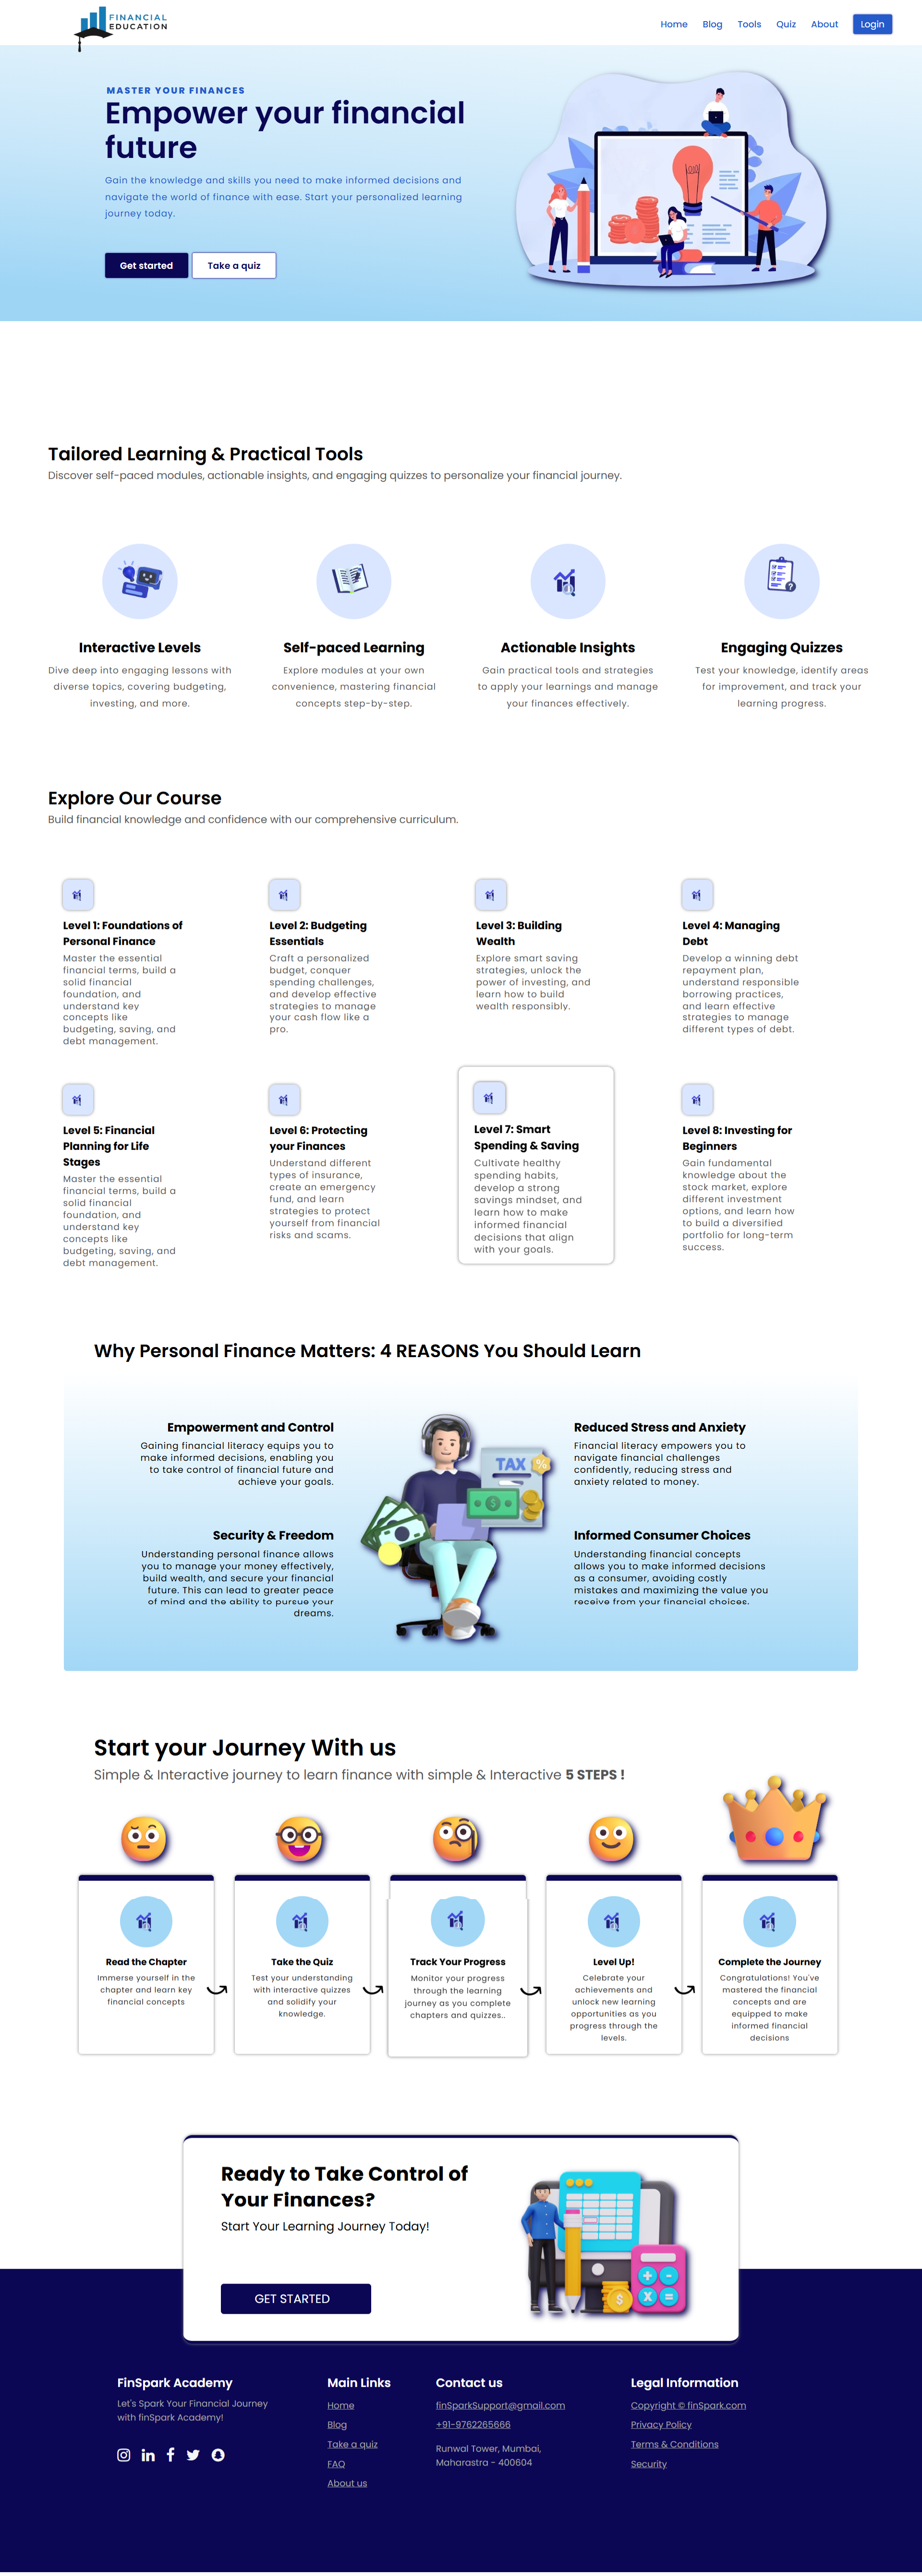 FINANCIAL
EDUCATION
Home
Blog
Tools
Quiz
About
Login
MASTER YOUR FINANCES
Empower your financial
future
Gain the knowledge and skills you need to make informed decisions and
navigate the world of finance with ease. Start your personalized learning
journey today.
Get started
Take a quiz
Tailored Learning & Practical Tools
Discover self-paced modules, actionable insights, and engaging quizzes to personalize your financial journey.
Interactive Levels
Dive deep into engaging lessons with
diverse topics, covering budgeting,
investing, and more.
Self-paced Learning
Explore modules at your own
convenience, mastering financial
concepts step-by-step.
Actionable Insights
Gain practical tools and strategies
to apply your learnings and manage
your finances effectively.
Engaging Quizzes
Test your knowledge, identify areas
for improvement, and track your
learning progress.
Explore Our Course
Build financial knowledge and confidence with our comprehensive curriculum.
Level 1: Foundations of
Personal Finance
Master the essential
financial terms, build a
solid financial
foundation, and
understand key
concepts like
budgeting, saving, and
debt management.
Level 2: Budgeting
Essentials
Craft a personalized
budget, conquer
spending challenges,
and develop effective
strategies to manage
your cash flow like a
pro.
Level 3: Building
Wealth
Explore smart saving
strategies, unlock the
power of investing, and
learn how to build
wealth responsibly.
Level 4: Managing
Debt
Develop a winning debt
repayment plan,
understand responsible
borrowing practices,
and learn effective
strategies to manage
different types of debt.
Level 5: Financial
Planning for Life
Stages
Master the essential
financial terms, build a
solid financial
foundation, and
understand key
concepts like
budgeting, saving, and
debt management.
Level 6: Protecting
your Finances
Understand different
types of insurance,
create an emergency
fund, and learn
strategies to protect
yourself from financial
risks and scams.
Level 7: Smart
Spending & Saving
Cultivate healthy
spending habits,
develop a strong
savings mindset, and
learn how to make
informed financial
decisions that align
with your goals.
Level 8: Investing for
Beginners
Gain fundamental
knowledge about the
stock market, explore
different investment
options, and learn how
to build a diversified
portfolio for long-term
success.
Why Personal Finance Matters: 4 REASONS You Should Learn
Empowerment and Control
Gaining financial literacy equips you to
make informed decisions, enabling you
to take control of financial future and
achieve your goals.
Security & Freedom
Understanding personal finance allows
you to manage your money effectively,
build wealth, and secure your financial
future. This can lead to greater peace
of mind and the ability to pursue your
dreams.
TAX
%
$
Reduced Stress and Anxiety
Financial literacy empowers you to
navigate financial challenges
confidently, reducing stress and
anxiety related to money.
Informed Consumer Choices
Understanding financial concepts
allows you to make informed decisions
as a consumer, avoiding costly
mistakes and maximizing the value you
receive from your financial choices.
Start your Journey With us
Simple & Interactive journey to learn finance with simple & Interactive 5 STEPS !
Read the Chapter
Immerse yourself in the
chapter and learn key
financial concepts
Take the Quiz
Test your understanding
with interactive quizzes
and solidify your
knowledge.
Track Your Progress
Monitor your progress
through the learning
journey as you complete
chapters and quizzes..
Level Up!
Celebrate your
achievements and
unlock new learning
opportunities as you
progress through the
levels.
Complete the Journey
Congratulations! You've
mastered the financial
concepts and are
equipped to make
informed financial
decisions
Ready to Take Control of
Your Finances?
Start Your Learning Journey Today!
GET STARTED
$
+ -
X =
FinSpark Academy
Let's Spark Your Financial Journey
with finSpark Academy!
Main Links
Home
Blog
Take a quiz
FAQ
About us
Contact us
finSparkSupport@gmail.com
+91-9762265666
Runwal Tower, Mumbai,
Maharastra - 400604
Legal Information
Copyright © finSpark.com
Privacy Policy
Terms & Conditions
Security